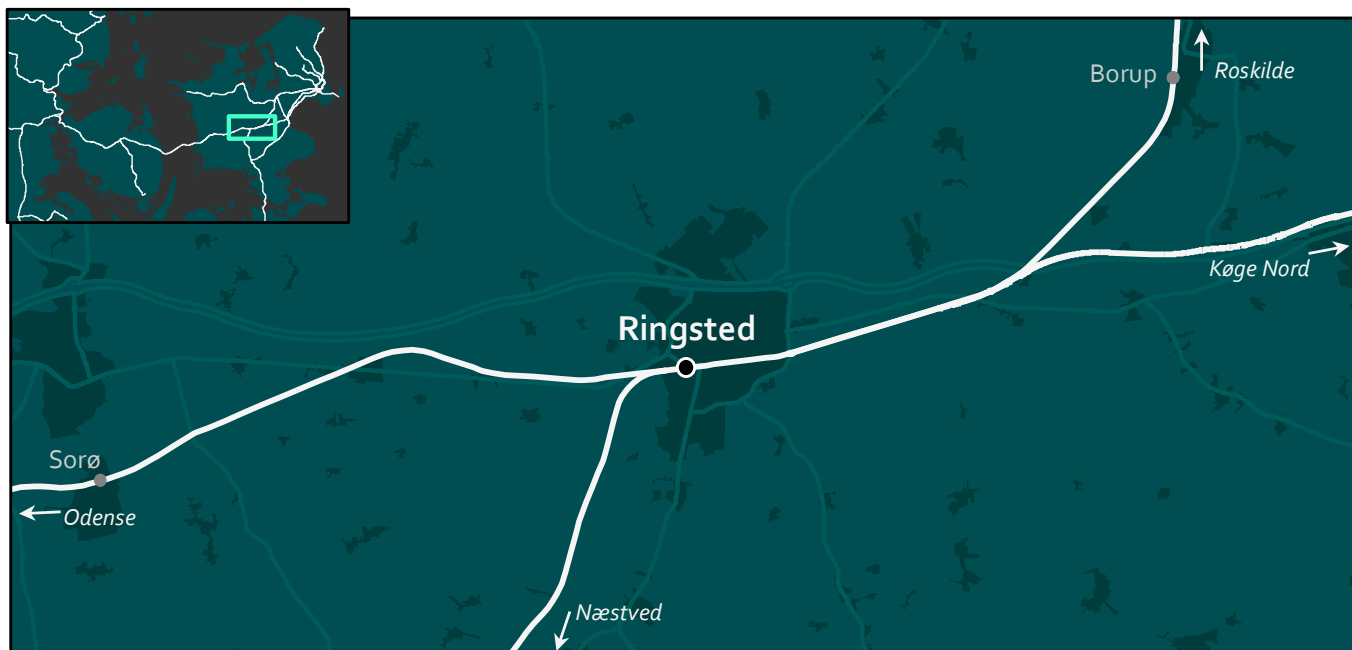 Borup
Roskilde
Køge Nord
Ringsted
Sorø
Odense
Næstved